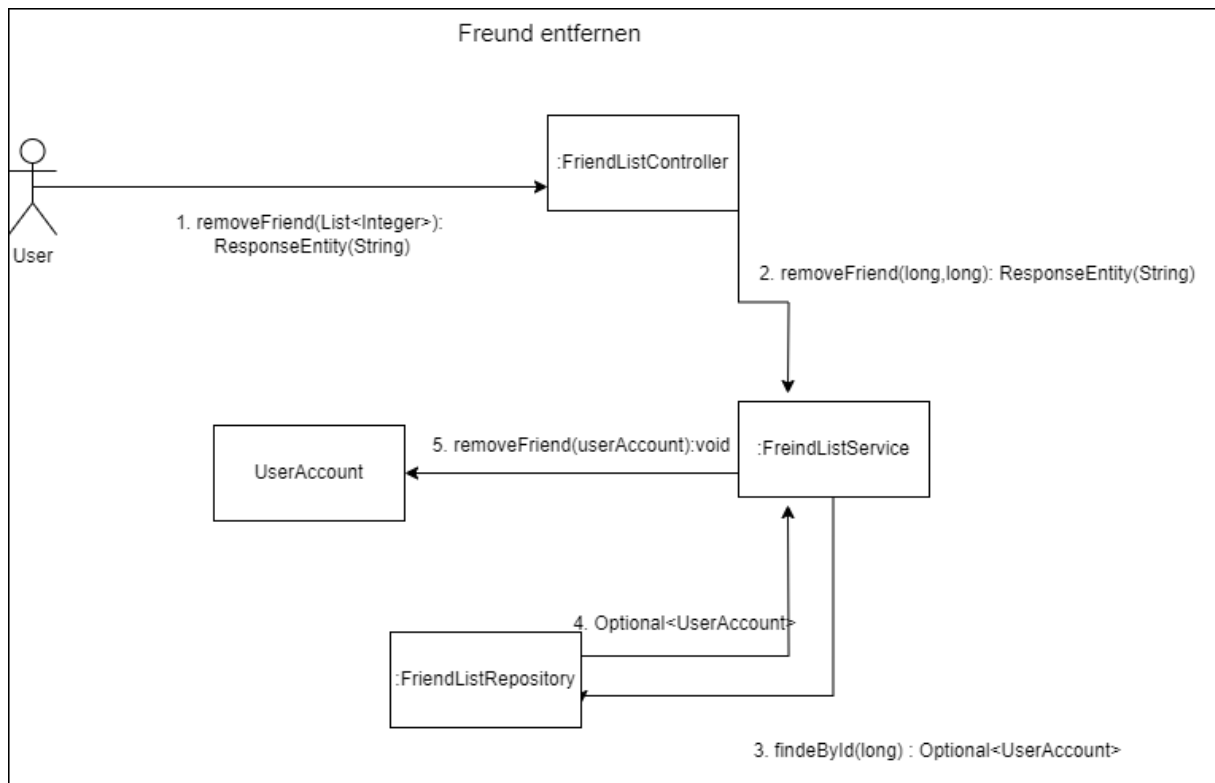 Freund entfernen
:FriendListController
1. removeFriend(List<Integer>):
ResponseEntity(String)
User
2. removeFriend(long,long): ResponseEntity(String)
5. removeFriend(userAccount):void
:FreindListService
UserAccount
4. Optional<UserAccount>
:FriendListRepository
3. findeById(long) : Optional<UserAccount>